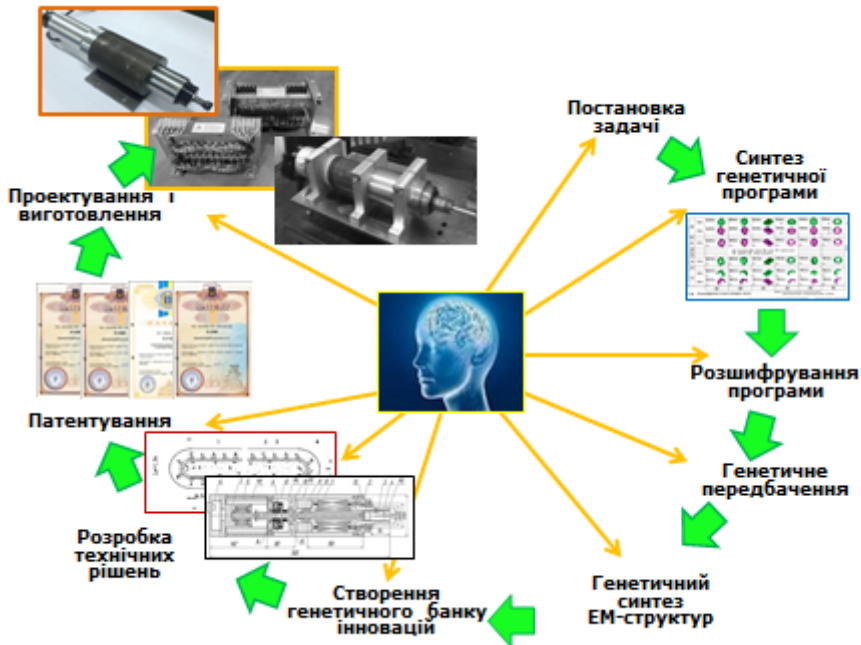 Постановка
задачі
Синтез
генетичної
програми
Розшифрування
програми
Генетичне
передбачення
Генетичний
синтез
ЕМ-структур
Створення
генетичного банку
інновацій
Розробка
технічних
рішень
Патентування
Проектування і
виготовлення